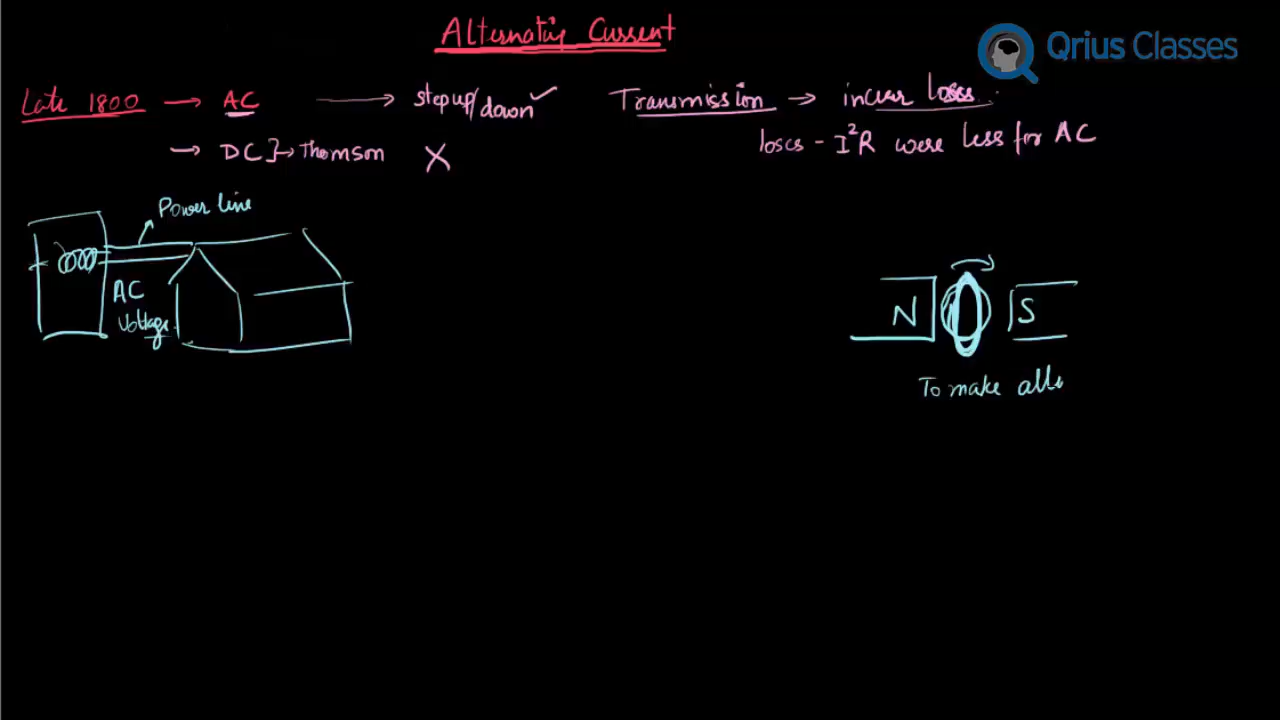 Alternating Current
Qrius Classes
Late 1800 → AC → step up/down ✓
→ DC }→ Thomson X
Transmission → incur losses
losses - I²R were less for AC
Power line
AC
Voltage
N S
To make alte